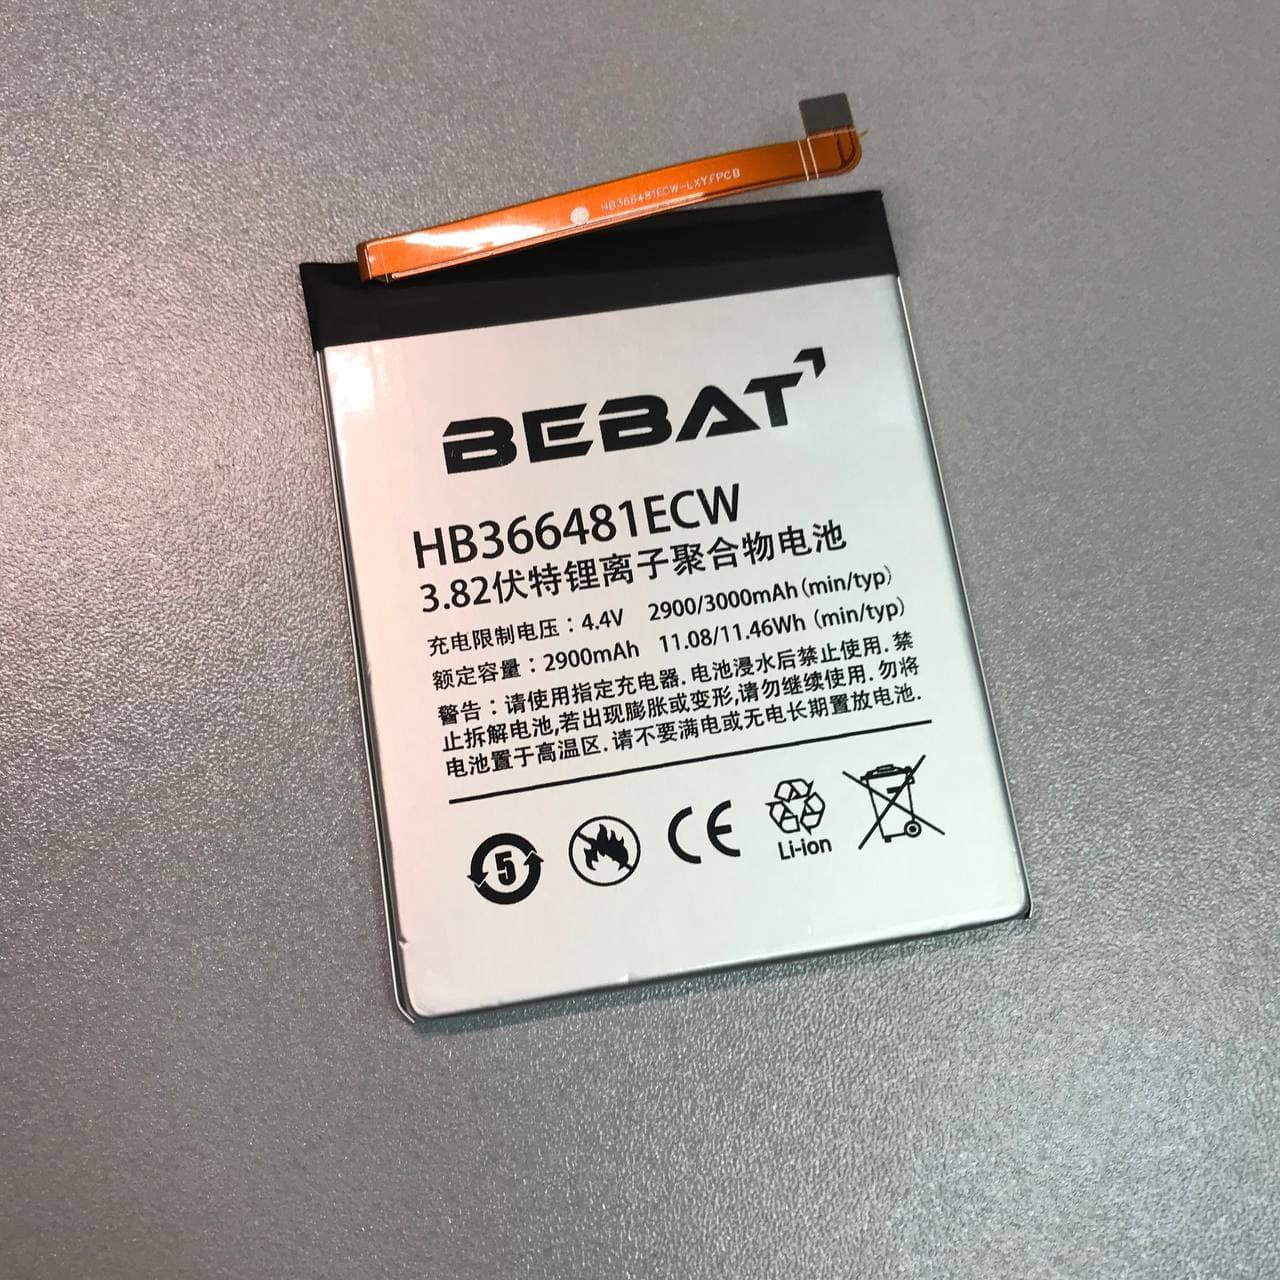 HB366481ECW-LXY.FPCB
BEBAT
HB366481ECW
3.82伏特锂离子聚合物电池
充电限制电压：4.4V 2900/3000mAh (min/typ)
额定容量：2900mAh 11.08/11.46Wh (min/typ)
警告：请使用指定充电器. 电池浸水后禁止使用. 禁
止拆解电池,若出现膨胀或变形,请勿继续使用. 勿将
电池置于高温区. 请不要满电或无电长期置放电池.
5
CE
Li-ion